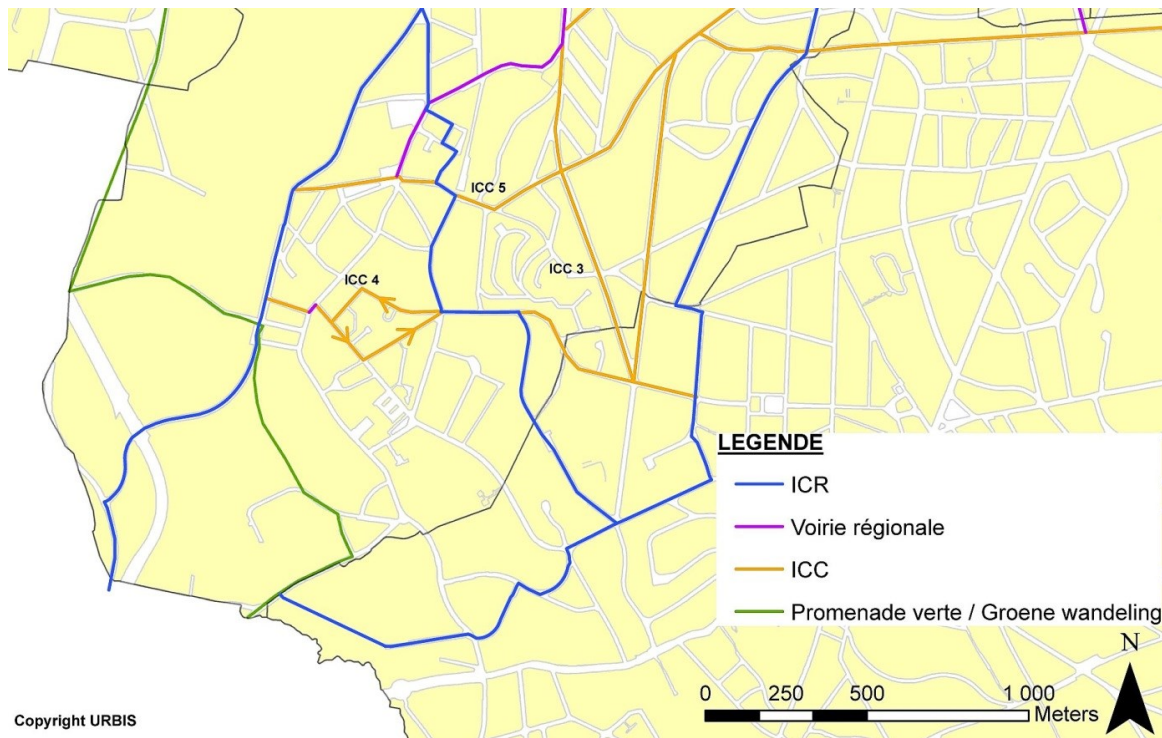 ICC 5
ICC 3
ICC 4
LEGENDE
ICR
Voirie régionale
ICC
Promenade verte / Groene wandeling
N
0 250 500 1 000
Meters
Copyright URBIS